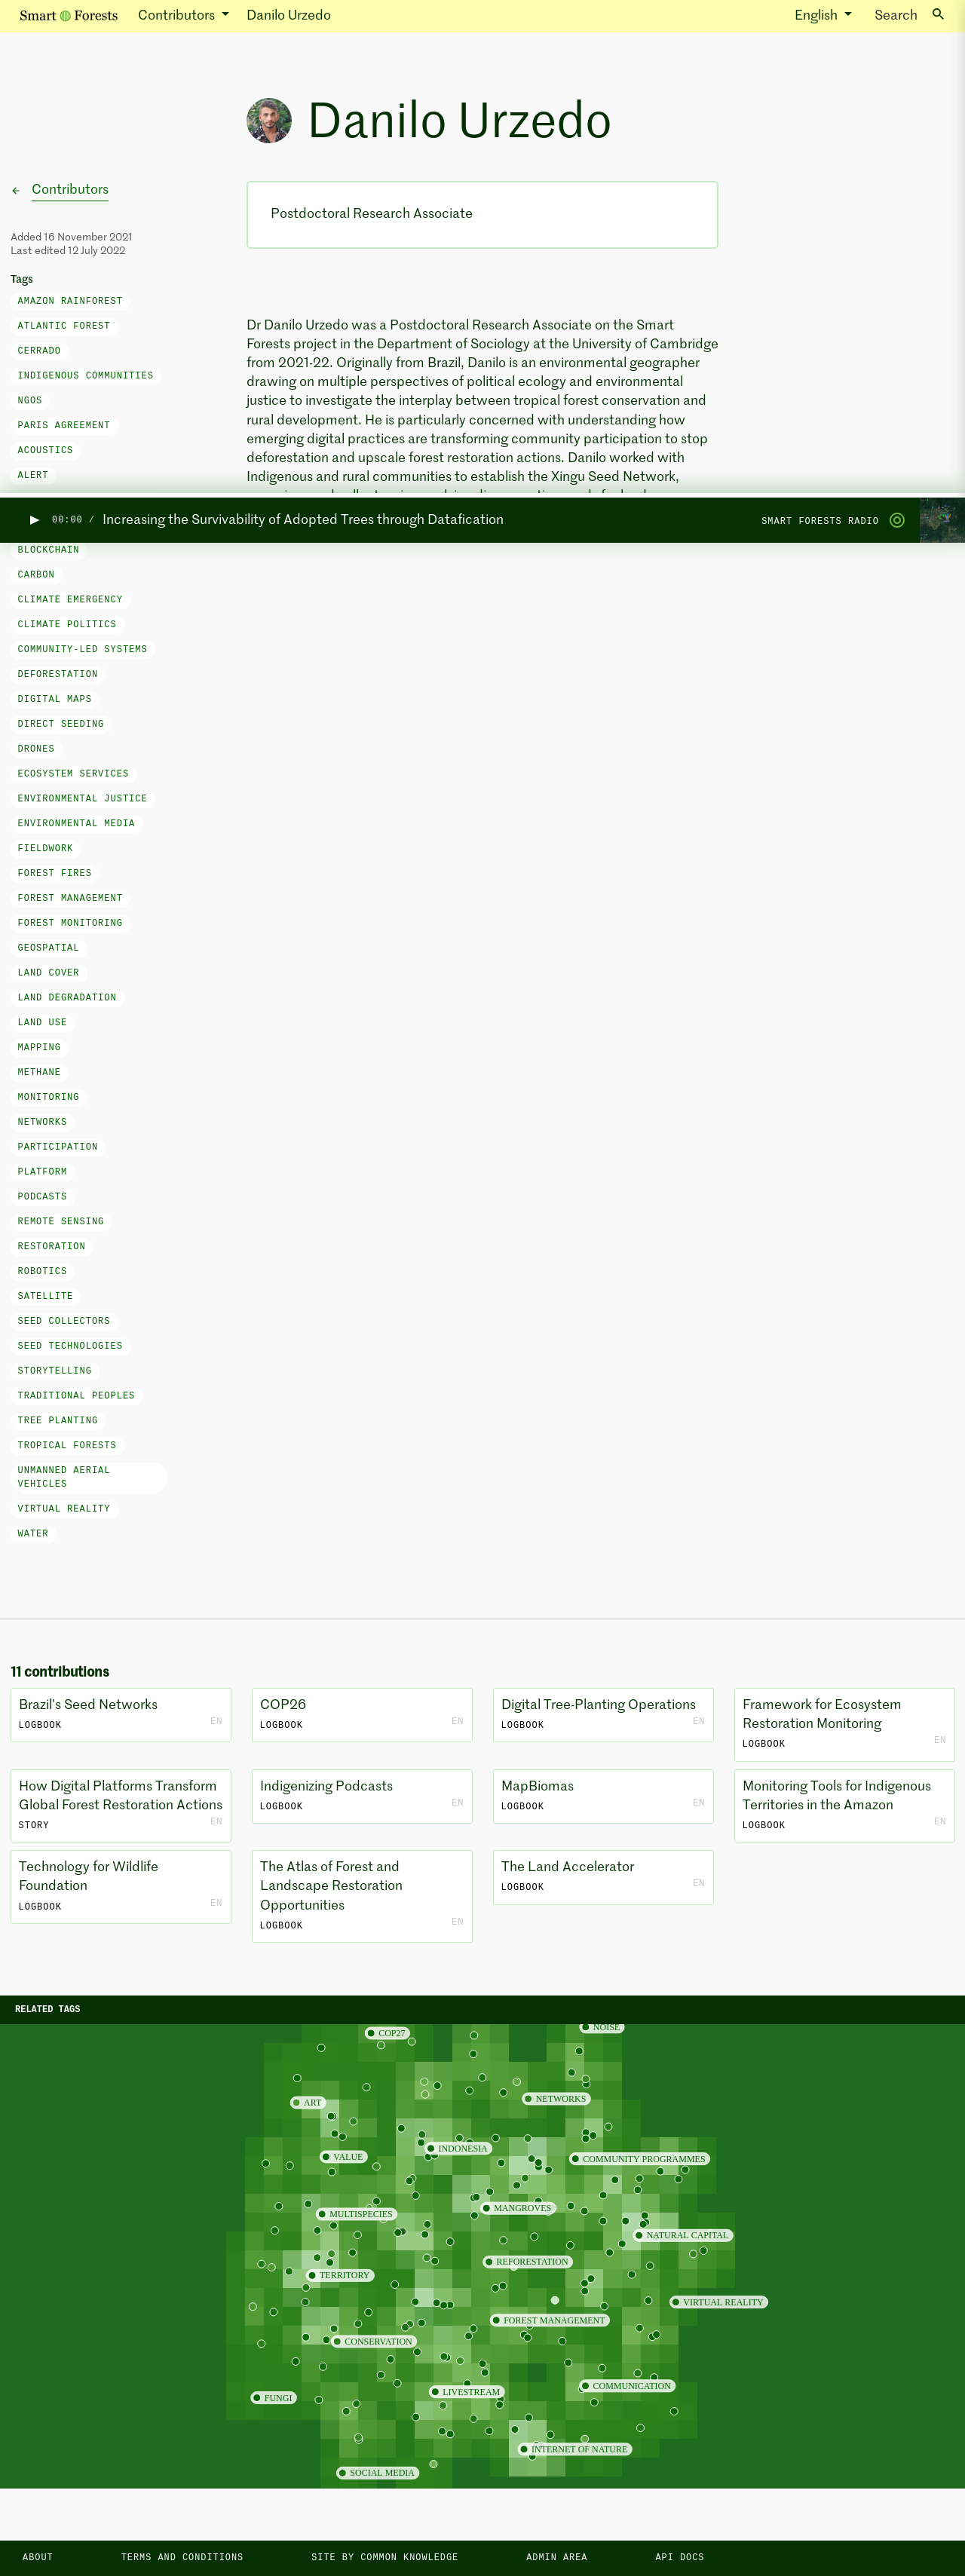 Smart Forests
Contributors
Danilo Urzedo
English
Search
Danilo Urzedo
Contributors
Postdoctoral Research Associate
Added 16 November 2021
Last edited 12 July 2022
Tags
AMAZON RAINFOREST
ATLANTIC FOREST
CERRADO
INDIGENOUS COMMUNITIES
NGOS
PARIS AGREEMENT
ACOUSTICS
ALERT
Dr Danilo Urzedo was a Postdoctoral Research Associate on the Smart
Forests project in the Department of Sociology at the University of Cambridge
from 2021-22. Originally from Brazil, Danilo is an environmental geographer
drawing on multiple perspectives of political ecology and environmental
justice to investigate the interplay between tropical forest conservation and
rural development. He is particularly concerned with understanding how
emerging digital practices are transforming community participation to stop
deforestation and upscale forest restoration actions. Danilo worked with
Indigenous and rural communities to establish the Xingu Seed Network,
00:00 /
Increasing the Survivability of Adopted Trees through Datafication
SMART FORESTS RADIO
BLOCKCHAIN
CARBON
CLIMATE EMERGENCY
CLIMATE POLITICS
COMMUNITY-LED SYSTEMS
DEFORESTATION
DIGITAL MAPS
DIRECT SEEDING
DRONES
ECOSYSTEM SERVICES
ENVIRONMENTAL JUSTICE
ENVIRONMENTAL MEDIA
FIELDWORK
FOREST FIRES
FOREST MANAGEMENT
FOREST MONITORING
GEOSPATIAL
LAND COVER
LAND DEGRADATION
LAND USE
MAPPING
METHANE
MONITORING
NETWORKS
PARTICIPATION
PLATFORM
PODCASTS
REMOTE SENSING
RESTORATION
ROBOTICS
SATELLITE
SEED COLLECTORS
SEED TECHNOLOGIES
STORYTELLING
TRADITIONAL PEOPLES
TREE PLANTING
TROPICAL FORESTS
UNMANNED AERIAL
VEHICLES
VIRTUAL REALITY
WATER
11 contributions
Brazil's Seed Networks
LOGBOOK
EN
COP26
LOGBOOK
EN
Digital Tree-Planting Operations
LOGBOOK
EN
Framework for Ecosystem
Restoration Monitoring
LOGBOOK
EN
How Digital Platforms Transform
Global Forest Restoration Actions
STORY
EN
Indigenizing Podcasts
LOGBOOK
EN
MapBiomas
LOGBOOK
EN
Monitoring Tools for Indigenous
Territories in the Amazon
LOGBOOK
EN
Technology for Wildlife
Foundation
LOGBOOK
EN
The Atlas of Forest and
Landscape Restoration
Opportunities
LOGBOOK
EN
The Land Accelerator
LOGBOOK
EN
RELATED TAGS
COP27
NOISE
ART
NETWORKS
INDONESIA
VALUE
COMMUNITY PROGRAMMES
MANGROVES
MULTISPECIES
NATURAL CAPITAL
REFORESTATION
TERRITORY
VIRTUAL REALITY
FOREST MANAGEMENT
CONSERVATION
COMMUNICATION
LIVESTREAM
FUNGI
INTERNET OF NATURE
SOCIAL MEDIA
ABOUT
TERMS AND CONDITIONS
SITE BY COMMON KNOWLEDGE
ADMIN AREA
API DOCS